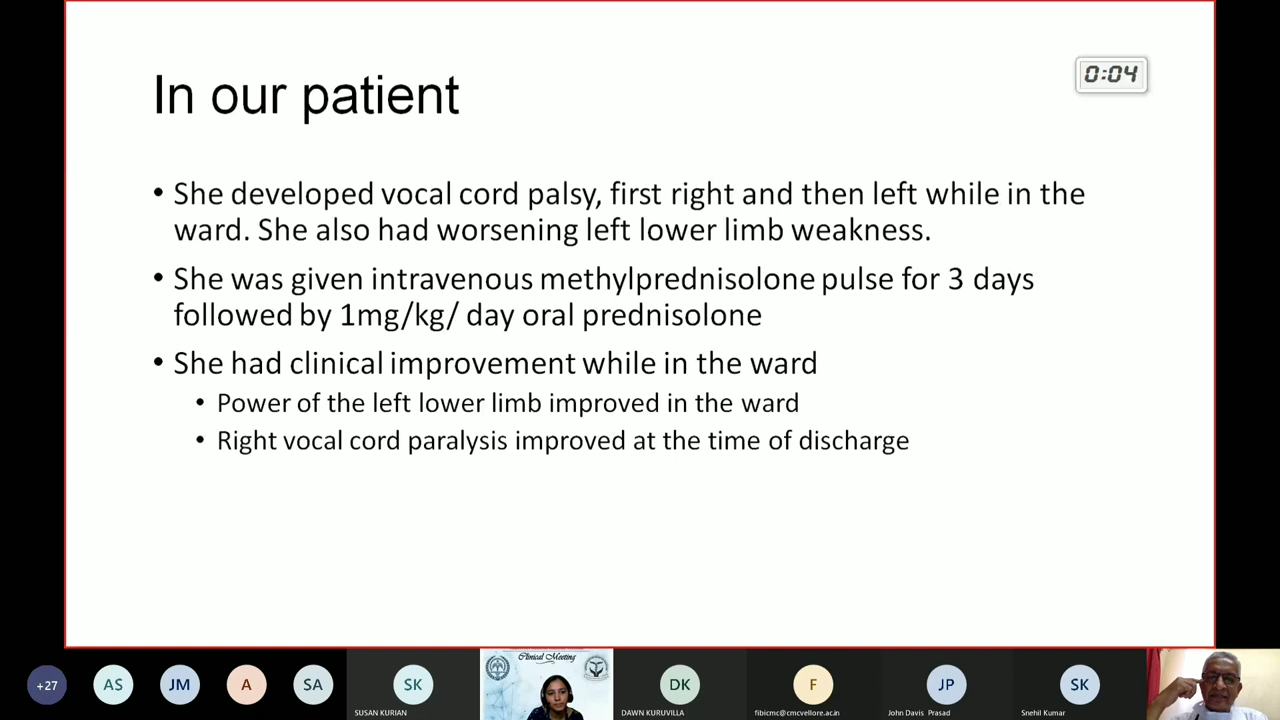 In our patient
0:04
• She developed vocal cord palsy, first right and then left while in the
ward. She also had worsening left lower limb weakness.
• She was given intravenous methylprednisolone pulse for 3 days
followed by 1mg/kg/ day oral prednisolone
• She had clinical improvement while in the ward
• Power of the left lower limb improved in the ward
• Right vocal cord paralysis improved at the time of discharge
+27
AS
JM
A
SA
SK
SUSAN KURIAN
Clinical Meeting
DK
DAWN KURUVILLA
F
fibicmc@cmcvellore.ac.in
JP
John Davis Prasad
SK
Snehil Kumar